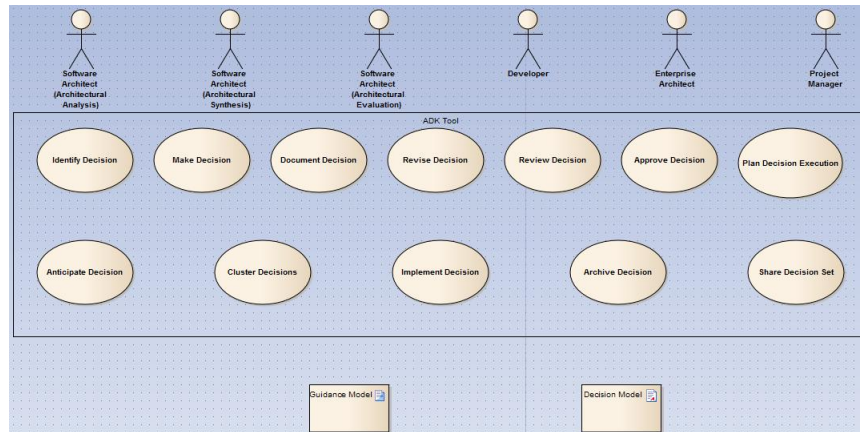 Software
Architect
(Architectural
Analysis)
Software
Architect
(Architectural
Synthesis)
Software
Architect
(Architectural
Evaluation)
Developer
Enterprise
Architect
Project
Manager
ADK Tool
Identify Decision
Make Decision
Document Decision
Revise Decision
Review Decision
Approve Decision
Plan Decision Execution
Anticipate Decision
Cluster Decisions
Implement Decision
Archive Decision
Share Decision Set
Guidance Model
Decision Model